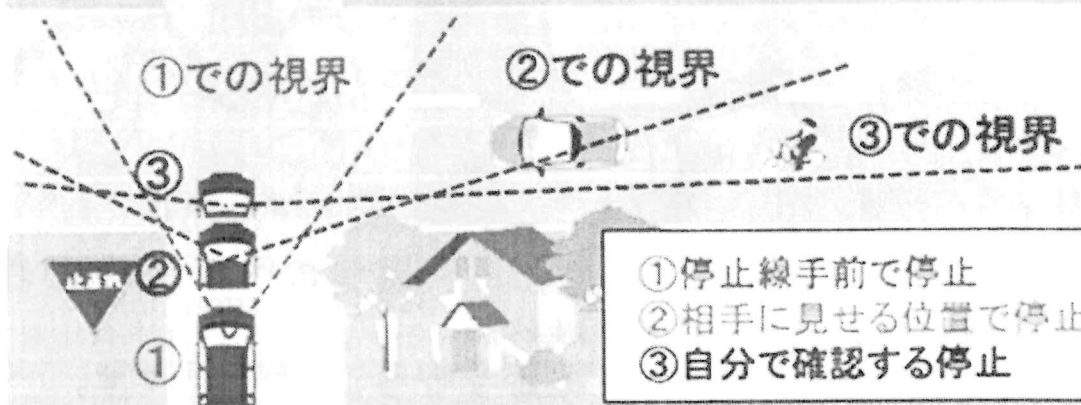 ①での視界
②での視界
③での視界
③
②
①
①停止線手前で停止
②相手に見せる位置で停止
③自分で確認する停止